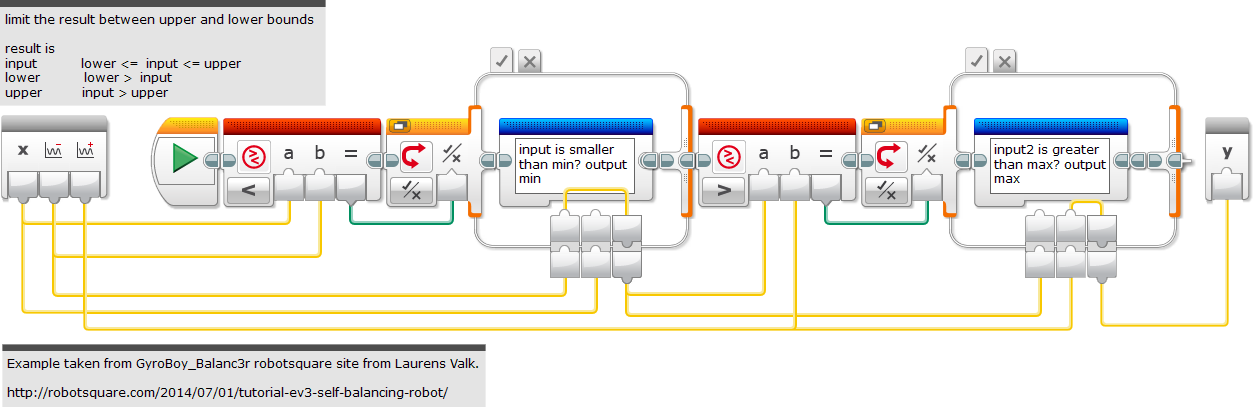 limit the result between upper and lower bounds
result is
input lower <= input <= upper
lower lower > input
upper input > upper
x
a b =
<
input is smaller
than min? output
min
a b =
>
input2 is greater
than max? output
max
y
Example taken from GyroBoy_Balanc3r robotsquare site from Laurens Valk.
http://robotsquare.com/2014/07/01/tutorial-ev3-self-balancing-robot/